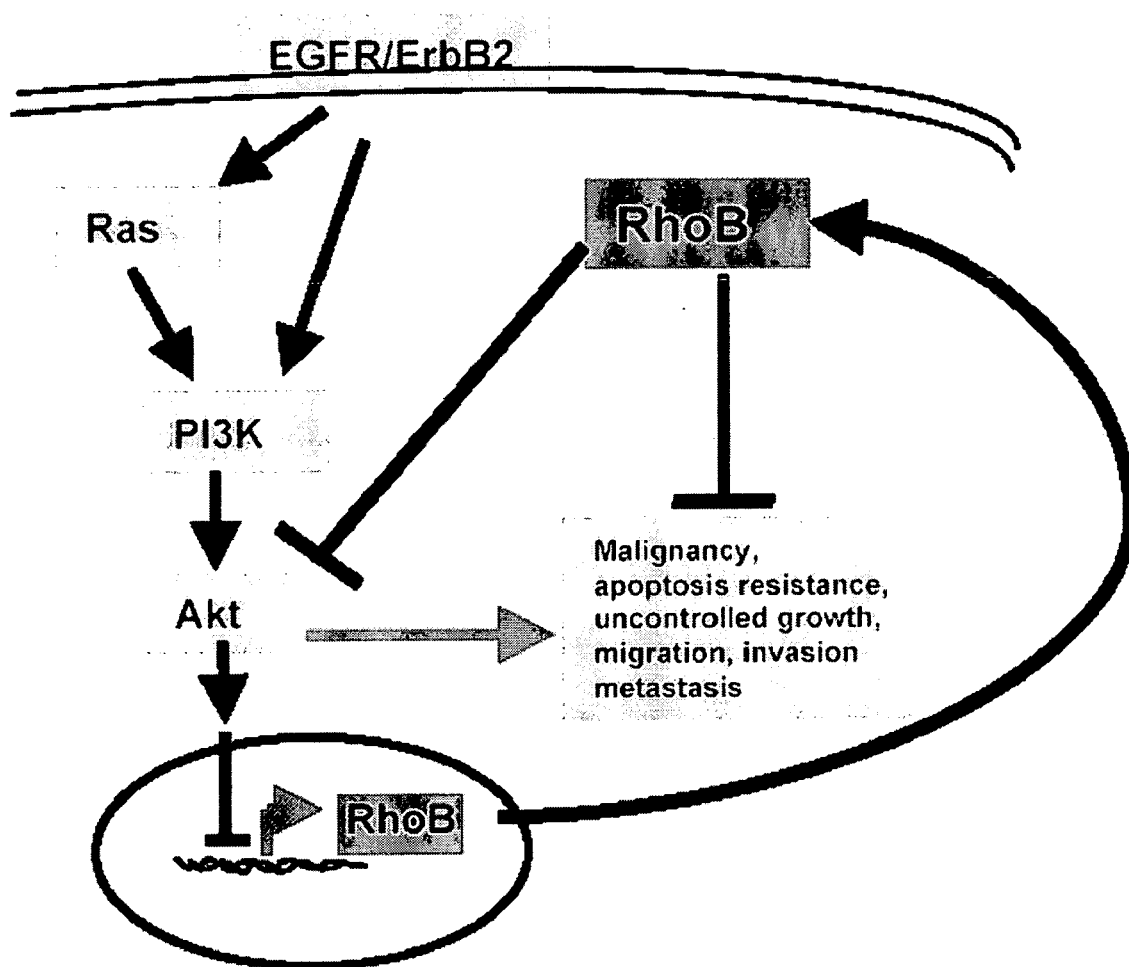 EGFR/ErbB2
Ras
RhoB
PI3K
Malignancy,
apoptosis resistance,
uncontrolled growth,
migration, invasion
metastasis
Akt
RhoB